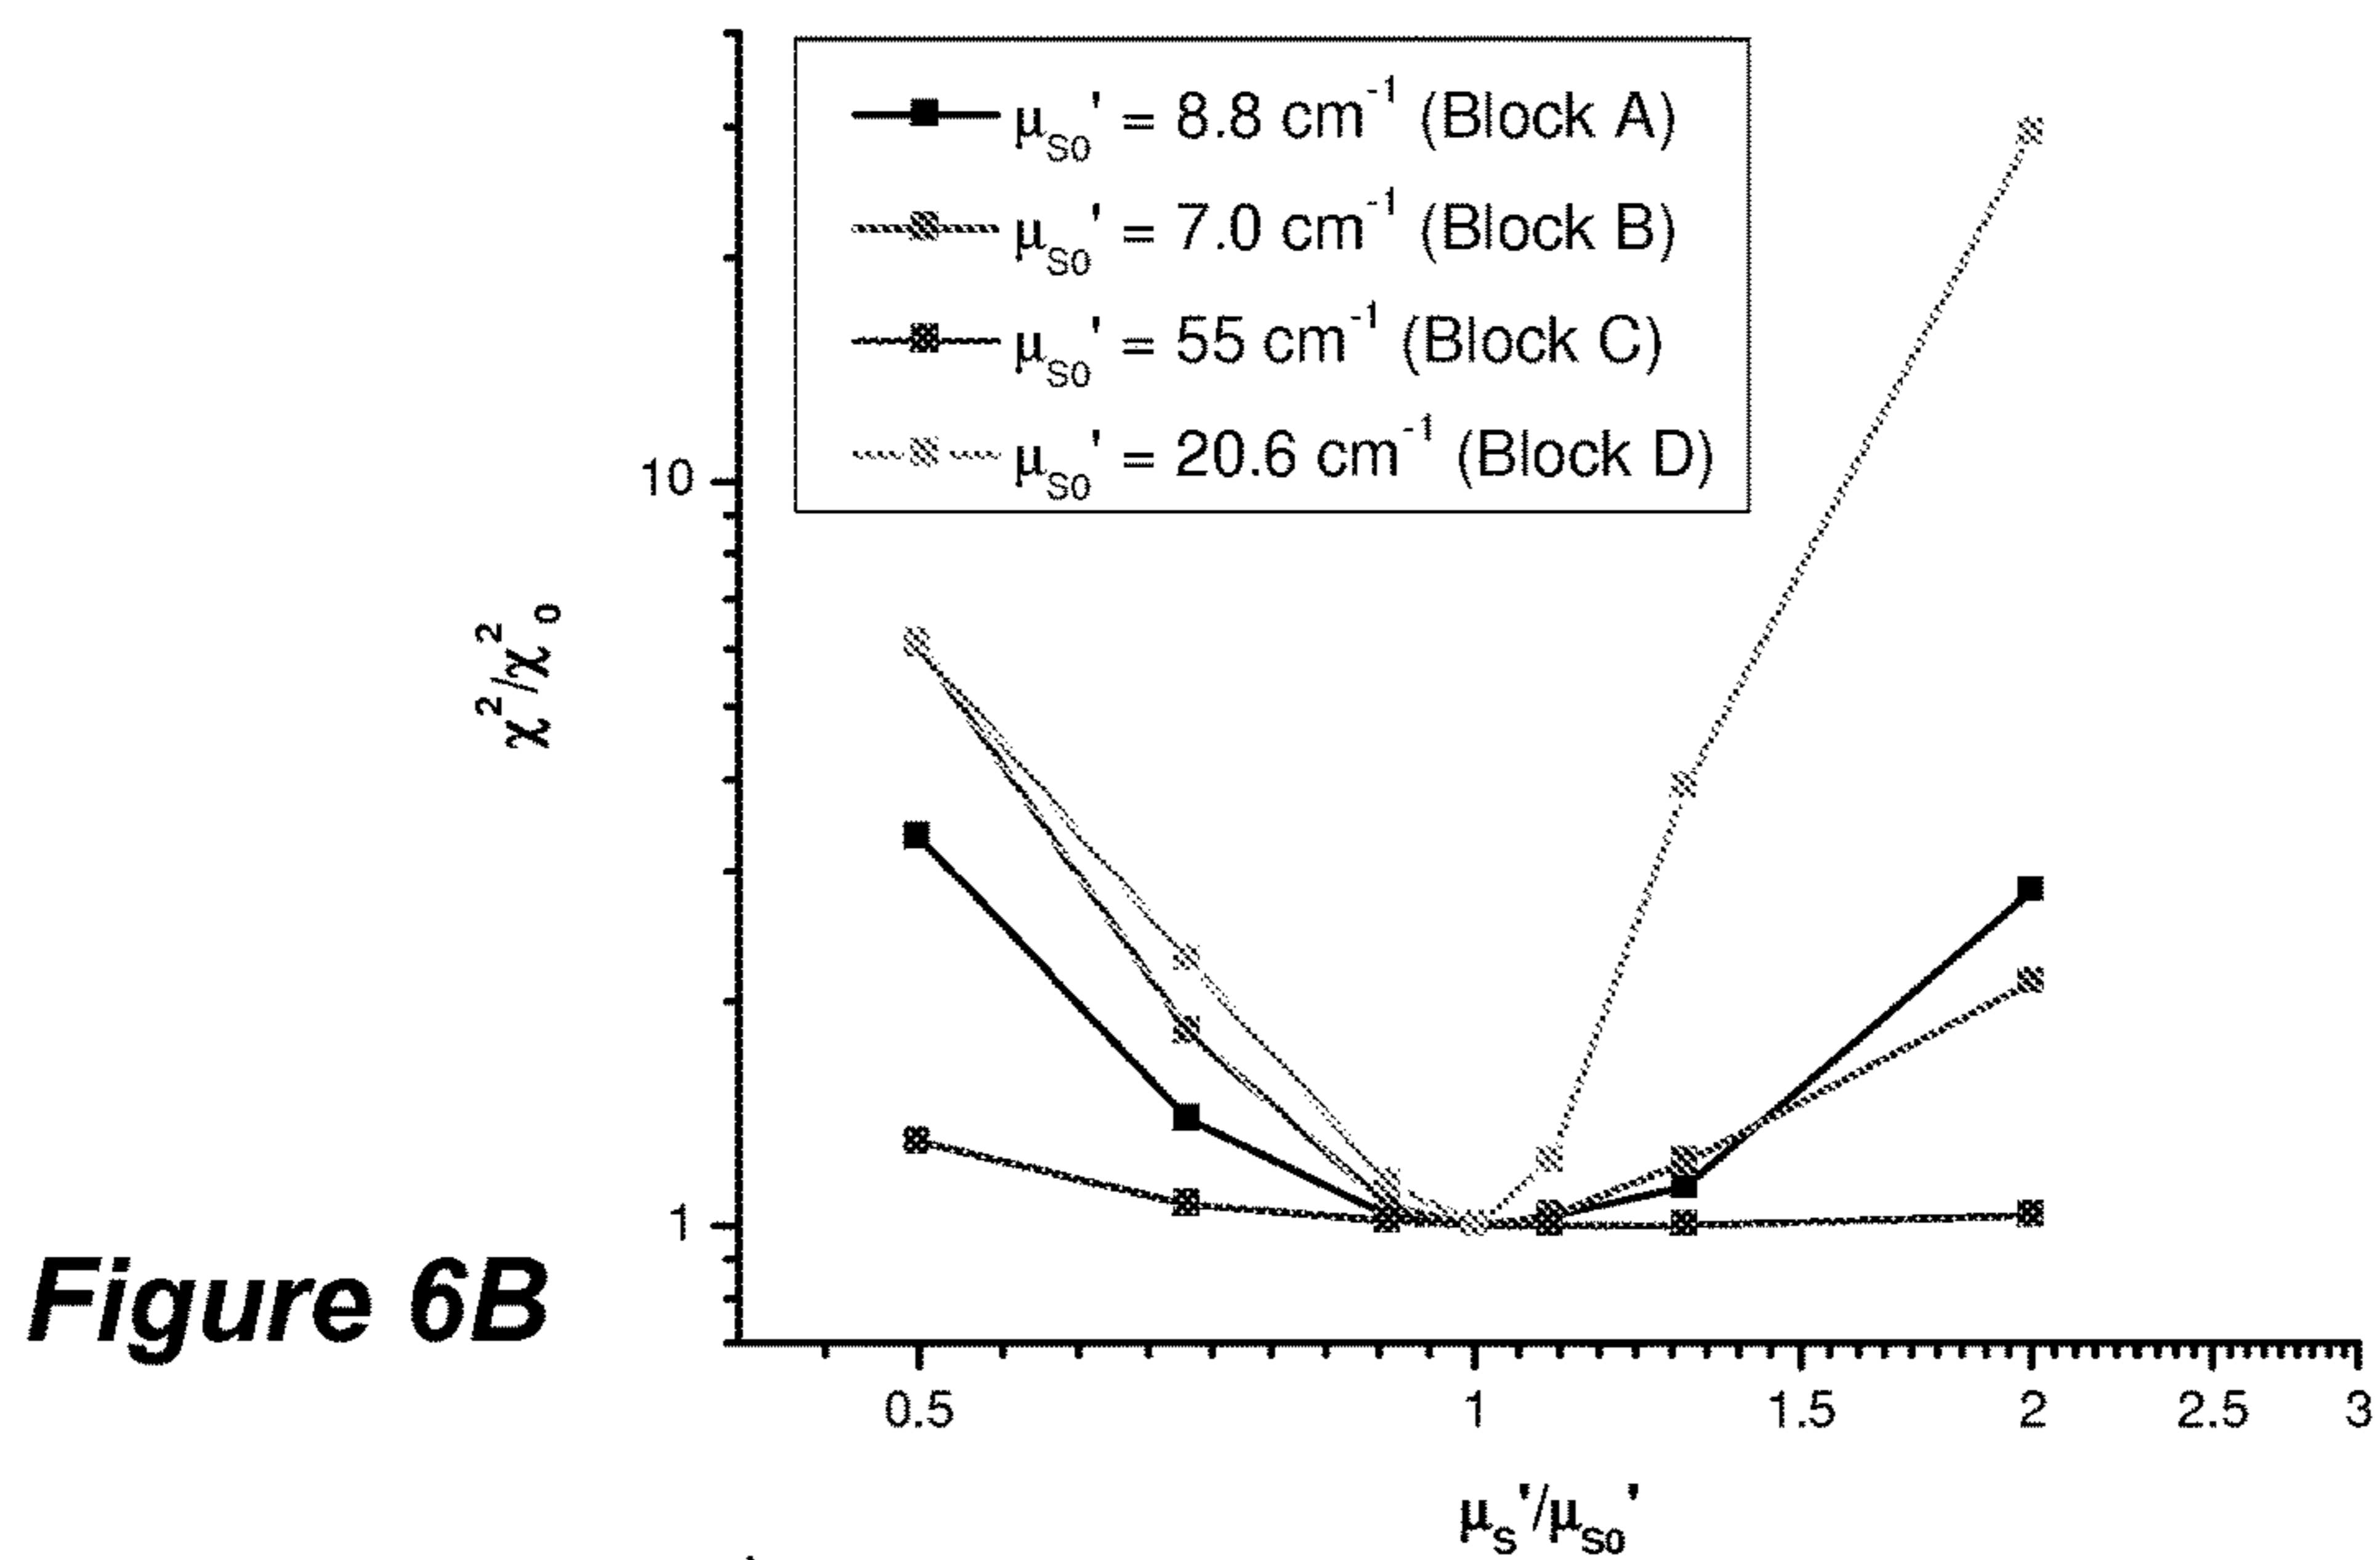 μS0' = 8.8 cm-1 (Block A)
μS0' = 7.0 cm-1 (Block B)
μS0' = 55 cm-1 (Block C)
μS0' = 20.6 cm-1 (Block D)
10
χ2/χ2o
1
Figure 6B
0.5 1 1.5 2 2.5 3
μS'/μS0'